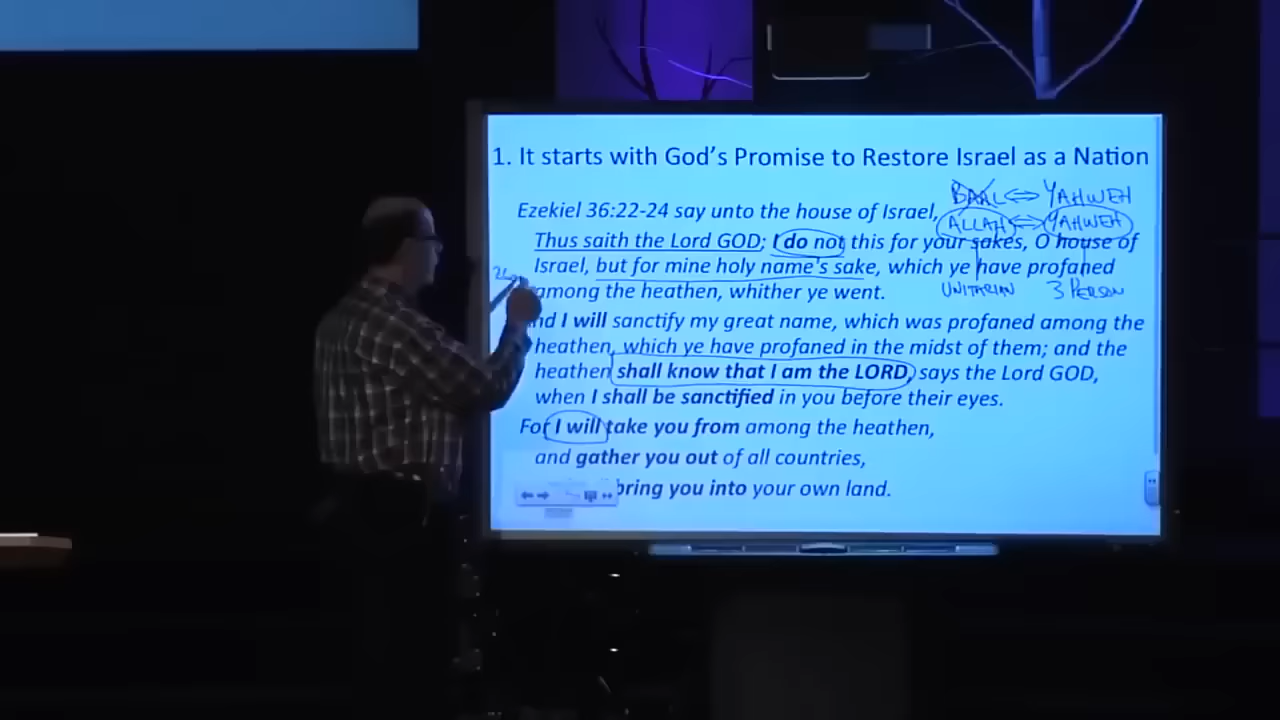 1. It starts with God's Promise to Restore Israel as a Nation
BAAL ⇔ YAHWEH
Ezekiel 36:22-24 say unto the house of Israel,
ALLAH ⇔ YAHWEH
Thus saith the Lord GOD; I do not this for your sakes, O house of
Israel, but for mine holy name's sake, which ye have profaned
among the heathen, whither ye went.
UNITARIAN 3 PERSON
I will sanctify my great name, which was profaned among the
heathen, which ye have profaned in the midst of them; and the
heathen shall know that I am the LORD, says the Lord GOD,
when I shall be sanctified in you before their eyes.
For I will take you from among the heathen,
and gather you out of all countries,
bring you into your own land.